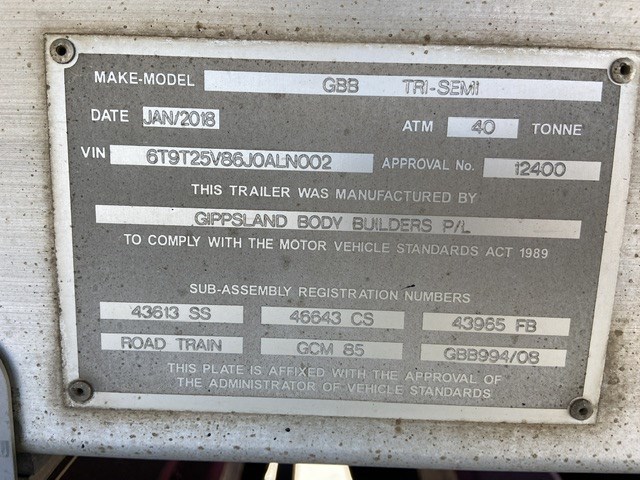 MAKE-MODEL GBB TRI-SEMI
DATE JAN/2018 ATM 40 TONNE
VIN 6T9T25V86J0ALN002 APPROVAL No. 12400
THIS TRAILER WAS MANUFACTURED BY
GIPPSLAND BODY BUILDERS P/L
TO COMPLY WITH THE MOTOR VEHICLE STANDARDS ACT 1989
SUB-ASSEMBLY REGISTRATION NUMBERS
43613 SS 46643 CS 43965 FB
ROAD TRAIN GCM 85 GBB994/08
THIS PLATE IS AFFIXED WITH THE APPROVAL OF
THE ADMINISTRATOR OF VEHICLE STANDARDS